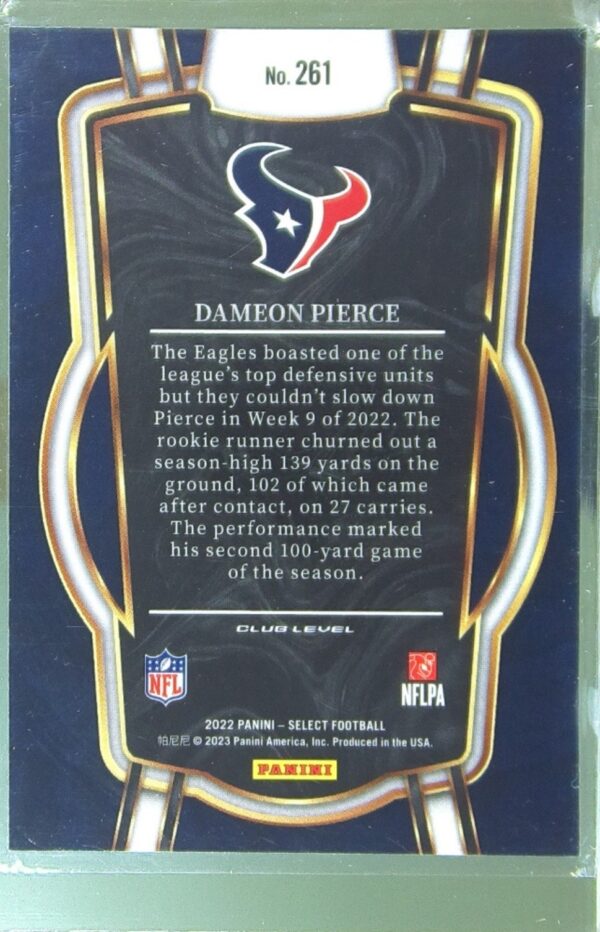 No. 261
DAMEON PIERCE
The Eagles boasted one of the
league's top defensive units
but they couldn't slow down
Pierce in Week 9 of 2022. The
rookie runner churned out a
season-high 139 yards on the
ground, 102 of which came
after contact, on 27 carries.
The performance marked
his second 100-yard game
of the season.
CLUB LEVEL
NFL
NFLPA
2022 PANINI – SELECT FOOTBALL
帕尼尼 © 2023 Panini America, Inc. Produced in the USA.
PANINI